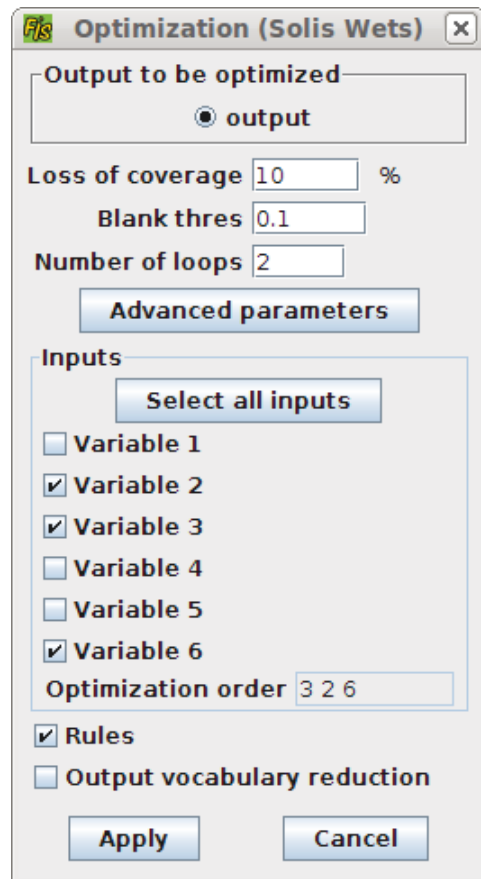 Fis Optimization (Solis Wets)
Output to be optimized
output
Loss of coverage 10 %
Blank thres 0.1
Number of loops 2
Advanced parameters
Inputs
Select all inputs
Variable 1
Variable 2
Variable 3
Variable 4
Variable 5
Variable 6
Optimization order 3 2 6
Rules
Output vocabulary reduction
Apply Cancel